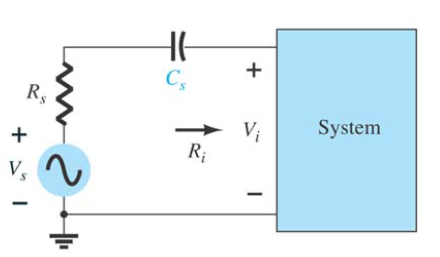 C_s
R_s
+
V_i
System
R_i
+
V_s
−
−